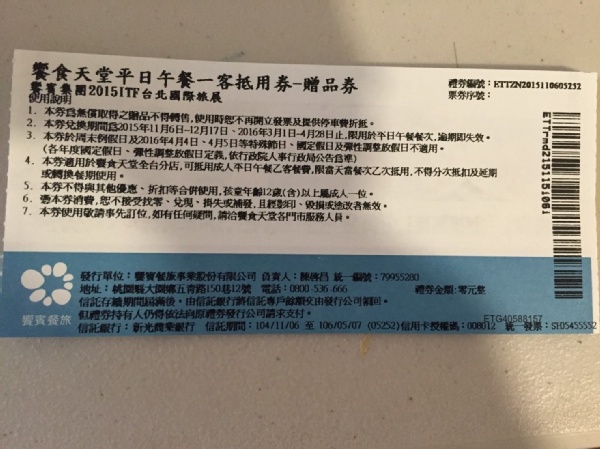 饗食天堂平日午餐一客抵用券-贈品券
禮券編號：ETTZN2015110605252
饗賓集團2015ITF台北國際旅展
票券序號：
使用說明
1. 本券為無償取得之贈品不得轉售，使用時恕不再開立發票及提供停車費折抵。
2. 本券兌換期間為2015年11月6日-12月17日、2016年3月1日-4月28日止，限用於平日午餐餐次，逾期即失效。
3. 本券於周末例假日及2016年4月4日、4月5日等特殊節日、國定假日及彈性調整放假日不適用。
(各年度國定假日、彈性調整放假日定義，依行政院人事行政局公告為準)
4. 本券適用於饗食天堂全台分店，可抵用成人平日午餐乙客餐費，限當天當餐次乙次抵用，不得分次抵扣及延期
或轉換餐期使用。
5. 本券不得與其他優惠、折扣等合併使用，孩童年齡12歲(含)以上屬成人一位。
6. 憑本券消費，恕不接受找零、兌現、掛失或補發，且經影印、毀損或塗改者無效。
7. 本券使用敬請事先訂位，如有任何疑問，請洽饗食天堂各門市服務人員。
發行單位：饗賓餐旅事業股份有限公司 負責人：陳啓昌 統一編號：79955280
地址：桃園縣大園鄉五青路150巷12號 電話：0800-536-666
禮券金額：零元整
信託存續期間屆滿後，由信託銀行將信託專戶餘額交由發行公司領回。
但禮券持有人仍得依法向原禮券發行公司請求支付。
ETG40588157
饗賓餐旅
信託銀行：新光商業銀行 信託期間：104/11/06 至 106/05/07 (05252)信用卡授權碼：008012 統一發票：SH05455552